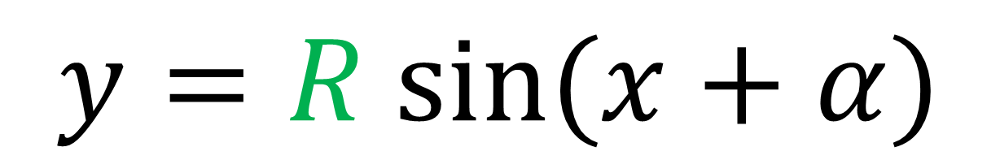 y = R sin(x + α)